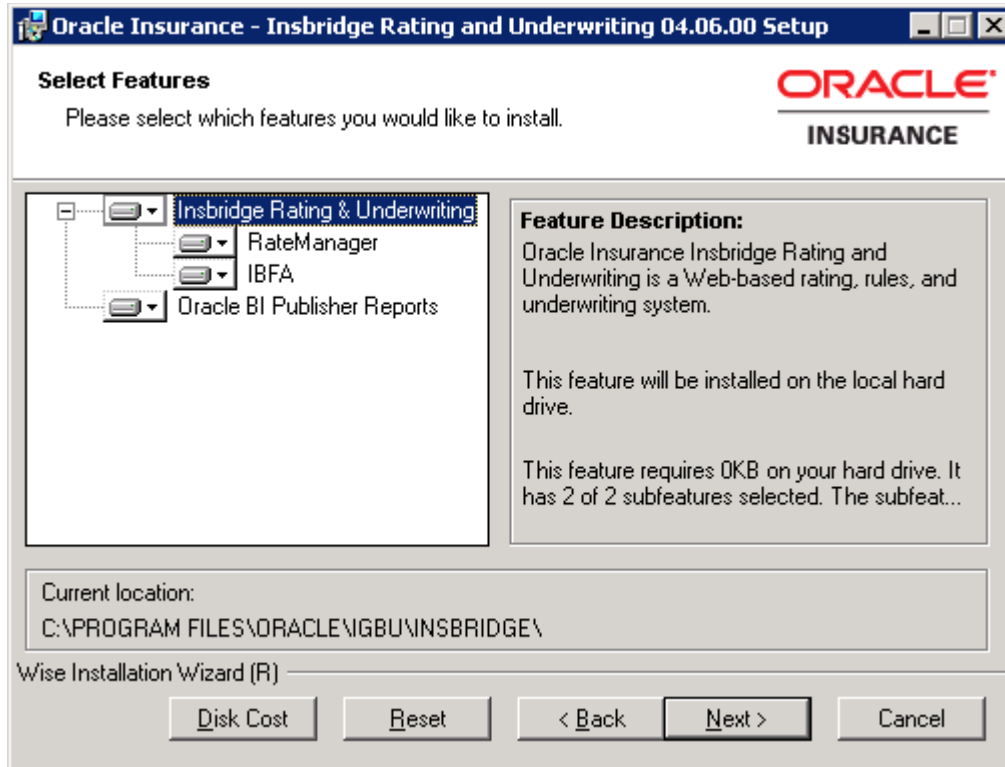 Oracle Insurance - Insbridge Rating and Underwriting 04.06.00 Setup
Select Features
Please select which features you would like to install.
ORACLE
INSURANCE
Insbridge Rating & Underwriting
RateManager
IBFA
Oracle BI Publisher Reports
Feature Description:
Oracle Insurance Insbridge Rating and
Underwriting is a Web-based rating, rules, and
underwriting system.
This feature will be installed on the local hard
drive.
This feature requires 0KB on your hard drive. It
has 2 of 2 subfeatures selected. The subfeat...
Current location:
C:\PROGRAM FILES\ORACLE\IGBU\INSBRIDGE\
Wise Installation Wizard (R)
Disk Cost
Reset
< Back
Next >
Cancel